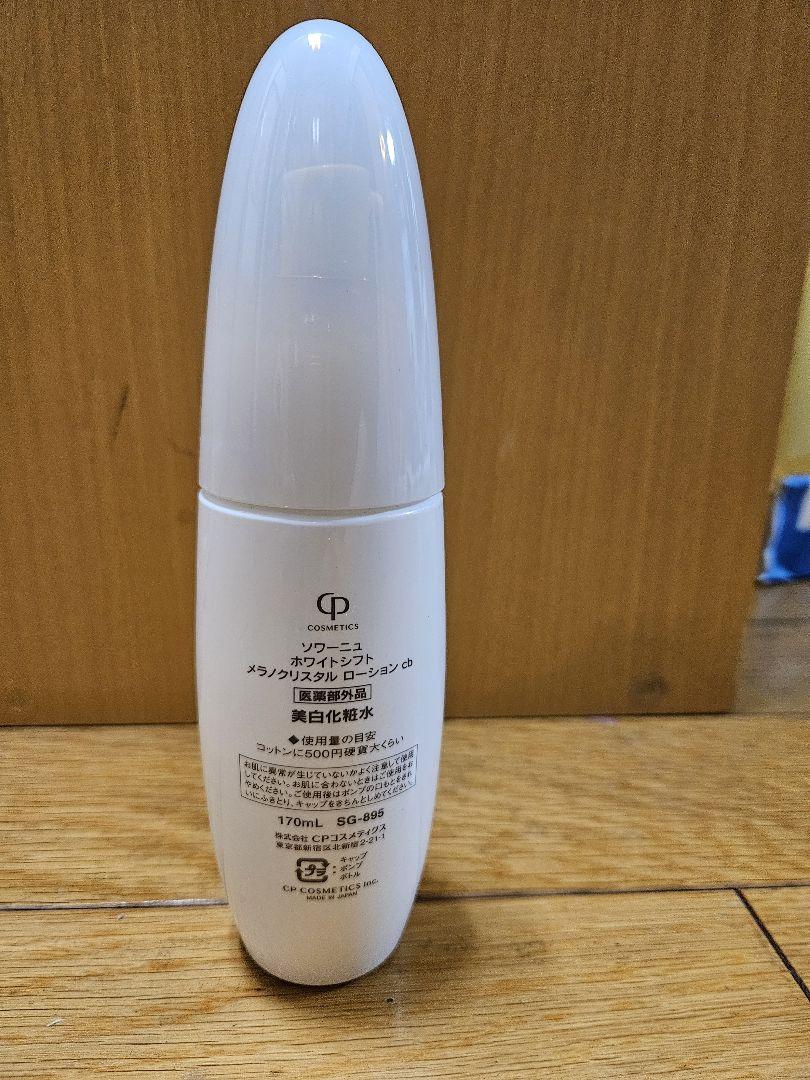 CP
COSMETICS
ソワーニュ
ホワイトシフト
メラノクリスタル ローション cb
医薬部外品
美白化粧水
◆使用量の目安
コットンに500円硬貨大くらい
お肌に異常が生じていないかよく注意して使用
してください。お肌に合わないときはご使用をお
やめください。ご使用後はポンプの口もとをきれ
いにふきとり、キャップをきちんとしめてください。
170mL SG-895
株式会社 CPコスメティクス
東京都新宿区北新宿2-21-1
プラ
キャップ
・ポンプ
・ボトル
CP COSMETICS Inc.
MADE IN JAPAN